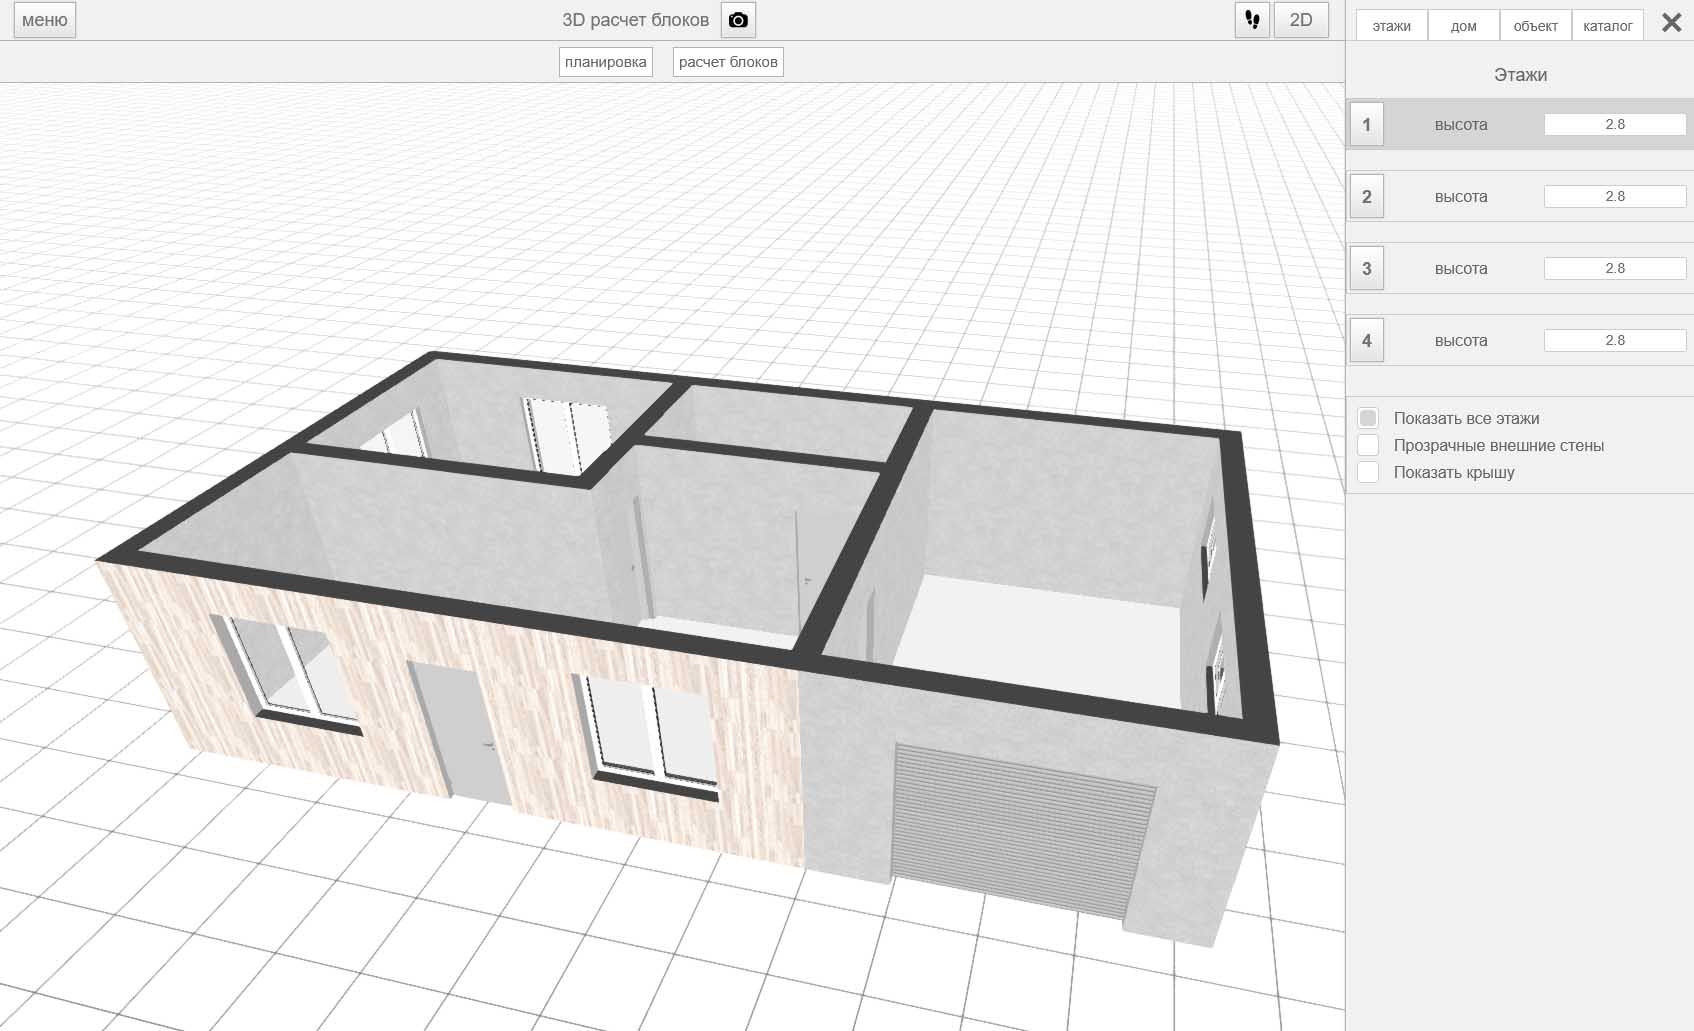 меню
3D расчет блоков
2D
планировка
расчет блоков
этажи
дом
объект
каталог
Этажи
1 высота 2.8
2 высота 2.8
3 высота 2.8
4 высота 2.8
Показать все этажи
Прозрачные внешние стены
Показать крышу